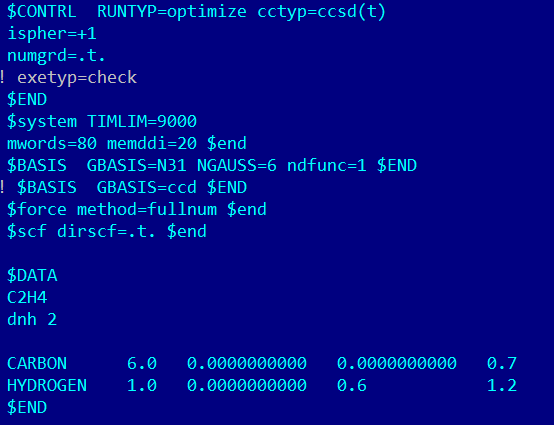 $CONTRL  RUNTYP=optimize cctyp=ccsd(t)
ispher=+1
numgrd=.t.
! exetyp=check
$END
$system TIMLIM=9000
mwords=80 memddi=20 $end
$BASIS  GBASIS=N31 NGAUSS=6 ndfunc=1 $END
! $BASIS  GBASIS=ccd $END
$force method=fullnum $end
$scf dirscf=.t. $end
$DATA
C2H4
dnh 2
CARBON     6.0   0.0000000000   0.0000000000   0.7
HYDROGEN   1.0   0.0000000000   0.6            1.2
$END